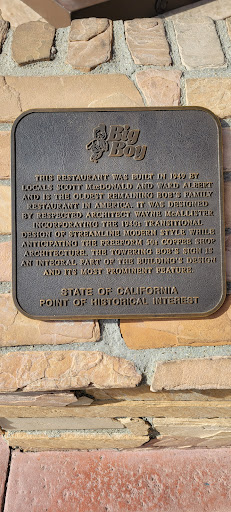 Big
Boy
THIS RESTAURANT WAS BUILT IN 1949 BY
LOCALS SCOTT McDONALD AND WARD ALBERT
AND IS THE OLDEST REMAINING BOB'S FAMILY
RESTAURANT IN AMERICA. IT WAS DESIGNED
BY RESPECTED ARCHITECT WAYNE McALLISTER
INCORPORATING THE 1940s TRANSITIONAL
DESIGN OF STREAMLINE MODERN STYLE WHILE
ANTICIPATING THE FREEFORM 50s COFFEE SHOP
ARCHITECTURE. THE TOWERING BOB'S SIGN IS
AN INTEGRAL PART OF THE BUILDING'S DESIGN
AND IT'S MOST PROMINENT FEATURE.
STATE OF CALIFORNIA
POINT OF HISTORICAL INTEREST